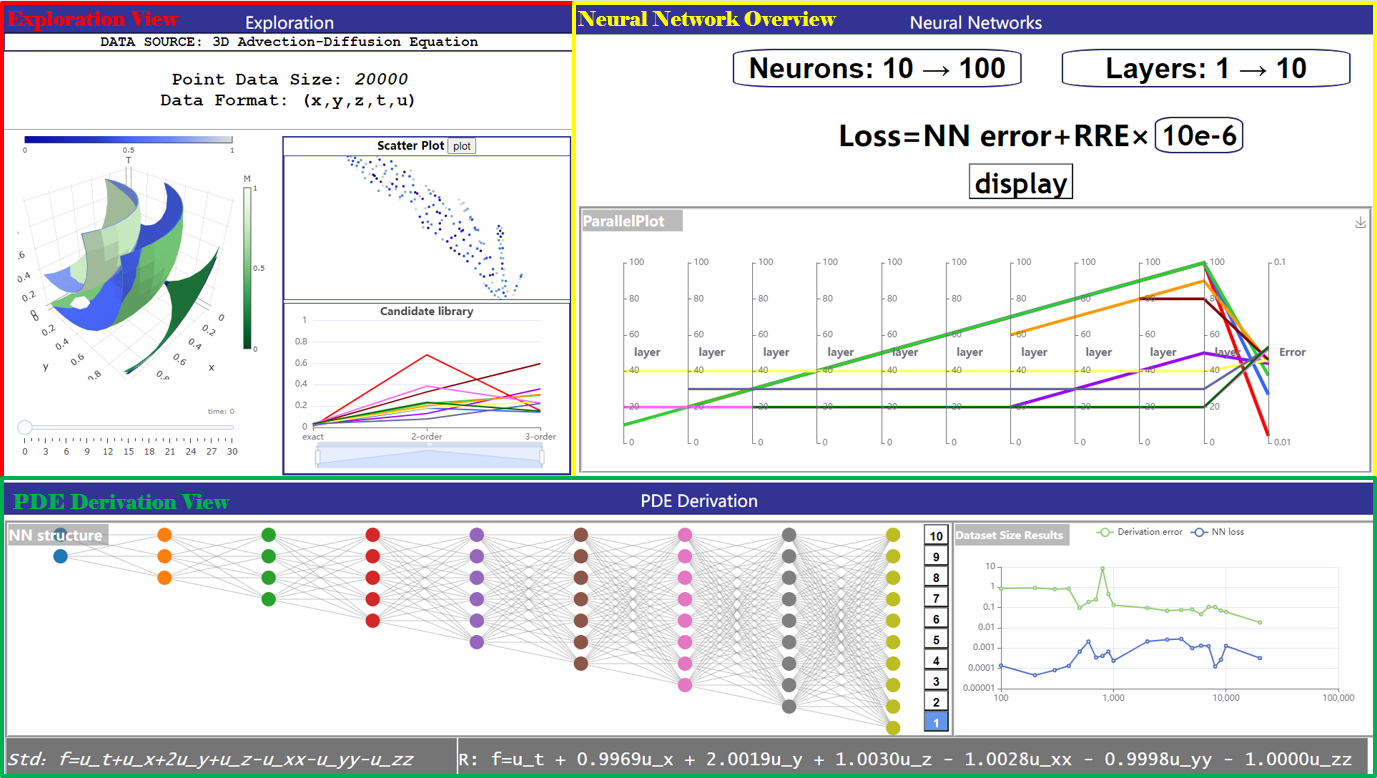 Exploration View
Exploration
DATA SOURCE: 3D Advection-Diffusion Equation
Point Data Size: 20000
Data Format: (x,y,z,t,u)
0 0.5 1
T
M
1
0.5
0
.6
0.4
0.2
0
0.2
0.4
0.6
0.8
y
0
0.2
0.4
0.6
0.8
x
time: 0
0 3 6 9 12 15 18 21 24 27 30
Scatter Plot plot
Candidate library
1
0.8
0.6
0.4
0.2
0
exact 2-order 3-order
Neural Network Overview
Neural Networks
Neurons: 10 → 100
Layers: 1 → 10
Loss=NN error+RRE× 10e-6
display
ParallelPlot
100 100 100 100 100 100 100 100 100 100 0.1
80 80 80 80 80 80 80 80 80 80
60 60 60 60 60 60 60 60 60 60
layer layer layer layer layer layer layer layer layer layer Error
40 40 40 40 40 40 40 40 40 40
20 20 20 20 20 20 20 20 20 20
0 0 0 0 0 0 0 0 0 0 0.01
PDE Derivation View
PDE Derivation
NN structure
10
9
8
7
6
5
4
3
2
1
Dataset Size Results
Derivation error NN loss
10
1
0.1
0.01
0.001
0.0001
0.00001
100 1,000 10,000 100,000
Std: f=u_t+u_x+2u_y+u_z-u_xx-u_yy-u_zz
R: f=u_t + 0.9969u_x + 2.0019u_y + 1.0030u_z - 1.0028u_xx - 0.9998u_yy - 1.0000u_zz